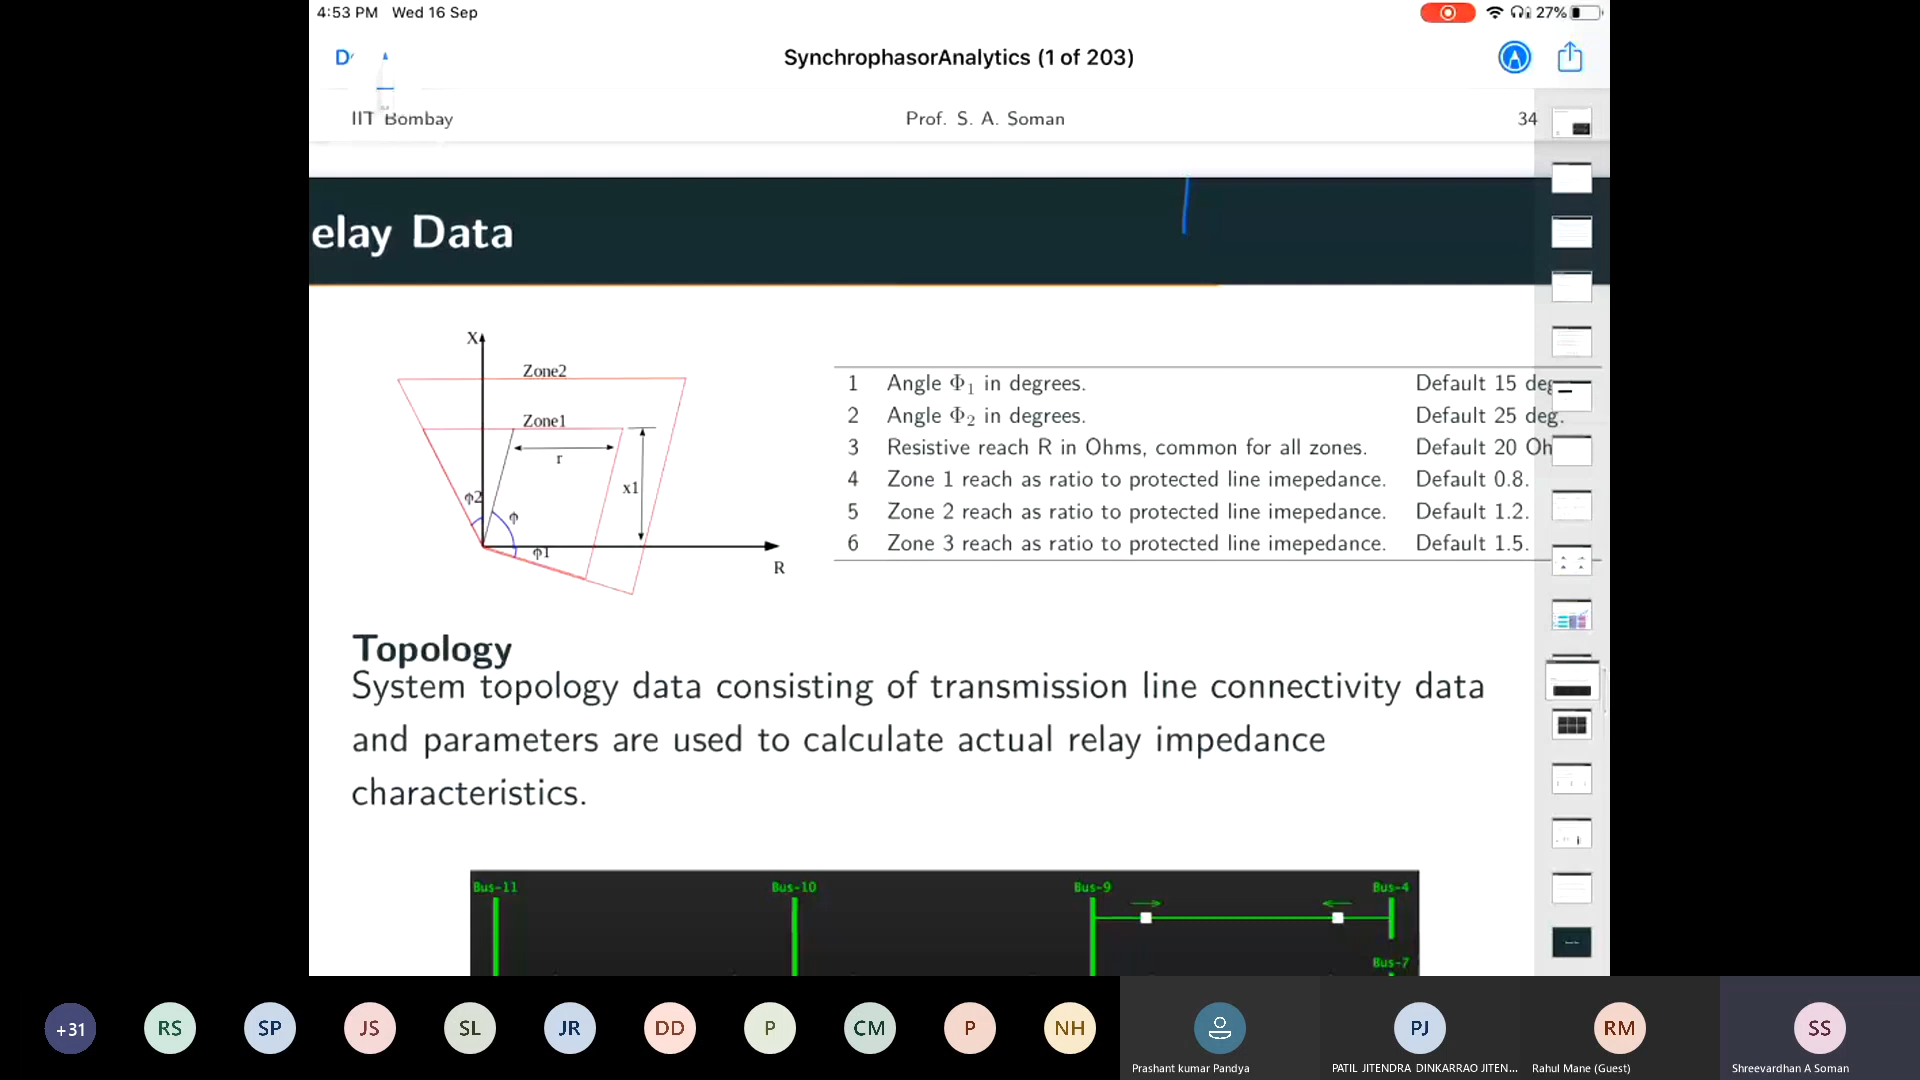 4:53 PM Wed 16 Sep
27%
SynchrophasorAnalytics (1 of 203)
IIT Bombay Prof. S. A. Soman 34
elay Data
X
Zone2
Zone1
r
x1
ϕ2
ϕ
ϕ1
R
1 Angle Φ1 in degrees. Default 15 deg
2 Angle Φ2 in degrees. Default 25 deg.
3 Resistive reach R in Ohms, common for all zones. Default 20 Oh
4 Zone 1 reach as ratio to protected line imepedance. Default 0.8.
5 Zone 2 reach as ratio to protected line imepedance. Default 1.2.
6 Zone 3 reach as ratio to protected line imepedance. Default 1.5.
Topology
System topology data consisting of transmission line connectivity data
and parameters are used to calculate actual relay impedance
characteristics.
Bus-11 Bus-10 Bus-9 Bus-4
Bus-7
+31 RS SP JS SL JR DD P CM P NH PJ RM SS
Prashant kumar Pandya PATIL JITENDRA DINKARRAO JITEN... Rahul Mane (Guest) Shreevardhan A Soman